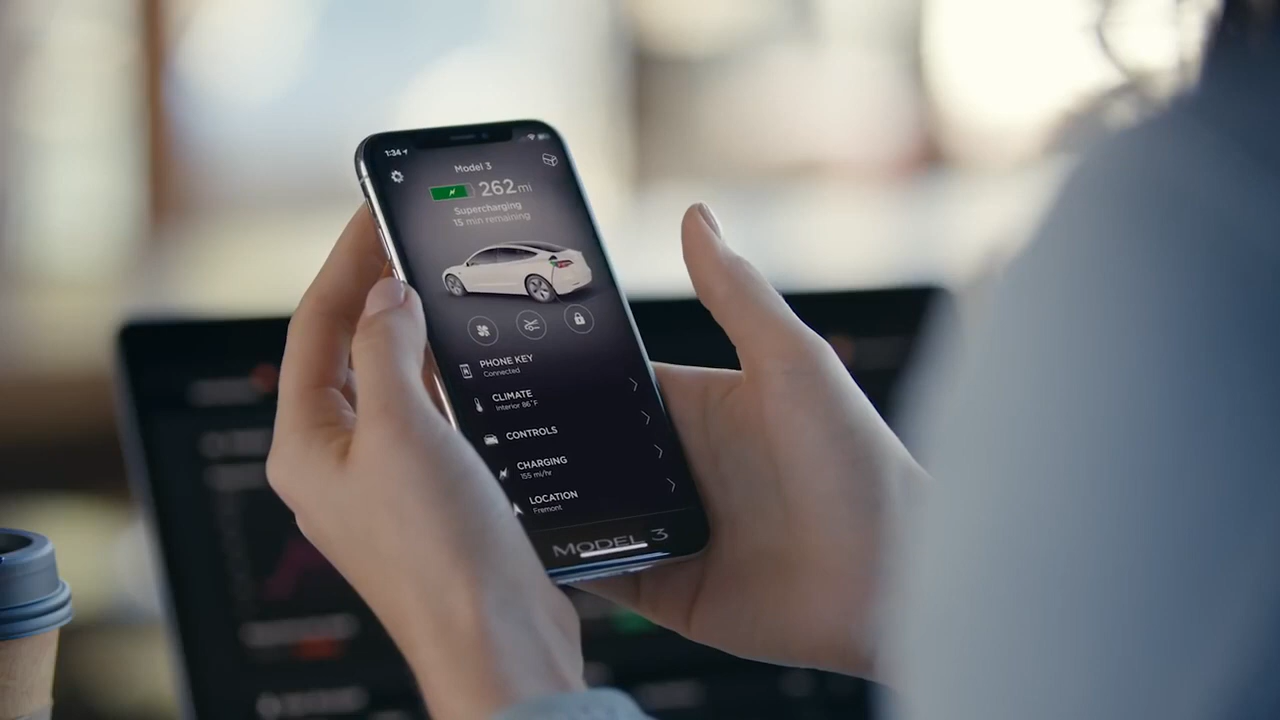 1:34
Model 3
262 mi
Supercharging
15 min remaining
PHONE KEY
Connected
CLIMATE
Interior 86°F
CONTROLS
CHARGING
155 mi/hr
LOCATION
Fremont
MODEL 3